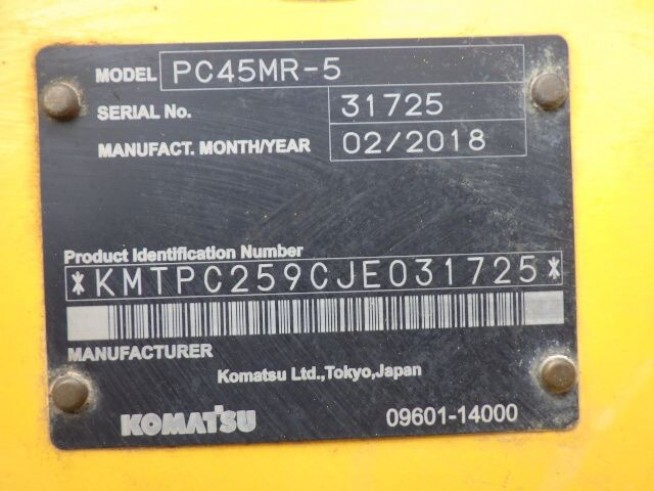 MODEL PC45MR-5
SERIAL No. 31725
MANUFACT. MONTH/YEAR 02/2018
Product Identification Number
*KMTPC259CJE031725*
MANUFACTURER
Komatsu Ltd.,Tokyo,Japan
KOMATSU 09601-14000